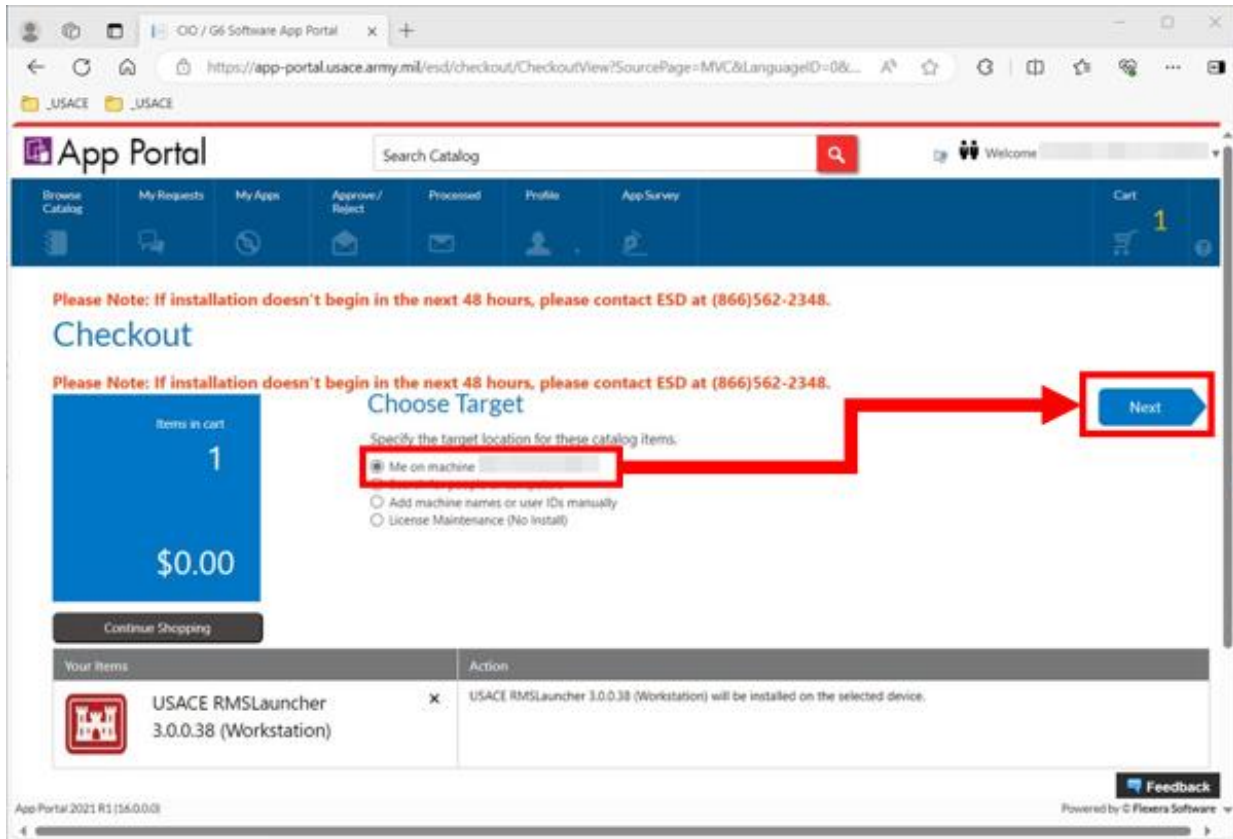 CIO / G6 Software App Portal
https://app-portal.usace.army.mil/esd/checkout/CheckoutView?SourcePage=MVC&LanguageID=0&...
_USACE _USACE
App Portal
Search Catalog
Welcome
Browse Catalog
My Requests
My Apps
Approve / Reject
Processed
Profile
App Survey
Cart
1
Please Note: If installation doesn't begin in the next 48 hours, please contact ESD at (866)562-2348.
Checkout
Please Note: If installation doesn't begin in the next 48 hours, please contact ESD at (866)562-2348.
Items in cart
1
$0.00
Choose Target
Specify the target location for these catalog items.
Me on machine
Add machine names or user IDs manually
License Maintenance (No Install)
Next
Continue Shopping
Your Items
Action
USACE RMSLauncher
3.0.0.38 (Workstation)
USACE RMSLauncher 3.0.0.38 (Workstation) will be installed on the selected device.
Feedback
App Portal 2021 R1 (16.0.0.0)
Powered by © Flexera Software